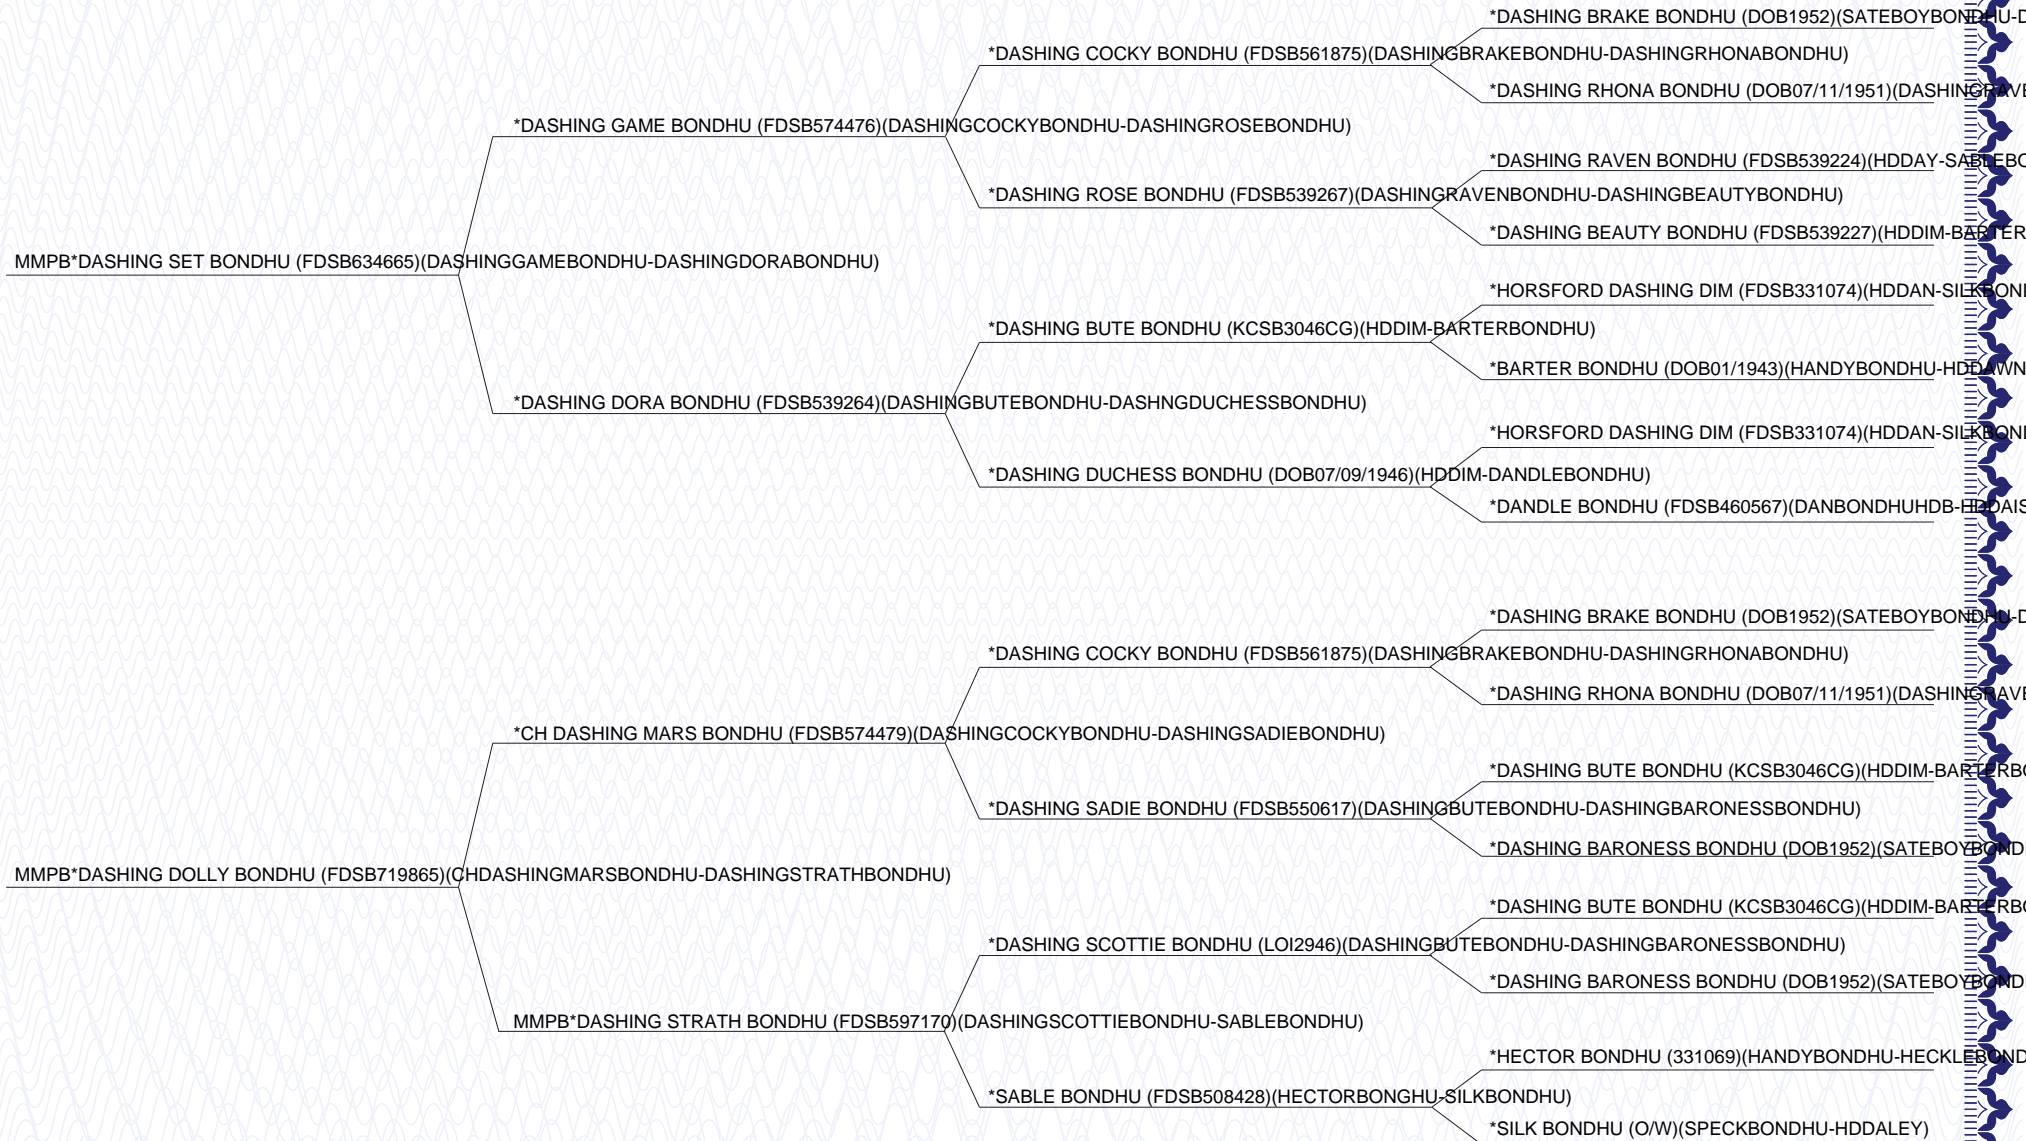 *DASHING BRAKE BONDHU (DOB1952)(SATEBOYBONDHU-D
*DASHING COCKY BONDHU (FDSB561875)(DASHINGBRAKEBONDHU-DASHINGRHONABONDHU)
*DASHING RHONA BONDHU (DOB07/11/1951)(DASHINGRAVE
*DASHING GAME BONDHU (FDSB574476)(DASHINGCOCKYBONDHU-DASHINGROSEBONDHU)
*DASHING RAVEN BONDHU (FDSB539224)(HDDAY-SABLEBO
*DASHING ROSE BONDHU (FDSB539267)(DASHINGRAVENBONDHU-DASHINGBEAUTYBONDHU)
*DASHING BEAUTY BONDHU (FDSB539227)(HDDIM-BARTER
MMPB*DASHING SET BONDHU (FDSB634665)(DASHINGGAMEBONDHU-DASHINGDORABONDHU)
*HORSFORD DASHING DIM (FDSB331074)(HDDAN-SILKBOND
*DASHING BUTE BONDHU (KCSB3046CG)(HDDIM-BARTERBONDHU)
*BARTER BONDHU (DOB01/1943)(HANDYBONDHU-HDDAWN
*DASHING DORA BONDHU (FDSB539264)(DASHINGBUTEBONDHU-DASHNGDUCHESSBONDHU)
*HORSFORD DASHING DIM (FDSB331074)(HDDAN-SILKBOND
*DASHING DUCHESS BONDHU (DOB07/09/1946)(HDDIM-DANDLEBONDHU)
*DANDLE BONDHU (FDSB460567)(DANBONDHUHDB-HDDAIS
*DASHING BRAKE BONDHU (DOB1952)(SATEBOYBONDHU-D
*DASHING COCKY BONDHU (FDSB561875)(DASHINGBRAKEBONDHU-DASHINGRHONABONDHU)
*DASHING RHONA BONDHU (DOB07/11/1951)(DASHINGRAVE
*CH DASHING MARS BONDHU (FDSB574479)(DASHINGCOCKYBONDHU-DASHINGSADIEBONDHU)
*DASHING BUTE BONDHU (KCSB3046CG)(HDDIM-BARTERBO
*DASHING SADIE BONDHU (FDSB550617)(DASHINGBUTEBONDHU-DASHINGBARONESSBONDHU)
*DASHING BARONESS BONDHU (DOB1952)(SATEBOYBOND
MMPB*DASHING DOLLY BONDHU (FDSB719865)(CHDASHINGMARSBONDHU-DASHINGSTRATHBONDHU)
*DASHING BUTE BONDHU (KCSB3046CG)(HDDIM-BARTERBO
*DASHING SCOTTIE BONDHU (LOI2946)(DASHINGBUTEBONDHU-DASHINGBARONESSBONDHU)
*DASHING BARONESS BONDHU (DOB1952)(SATEBOYBOND
MMPB*DASHING STRATH BONDHU (FDSB597170)(DASHINGSCOTTIEBONDHU-SABLEBONDHU)
*HECTOR BONDHU (331069)(HANDYBONDHU-HECKLEBOND
*SABLE BONDHU (FDSB508428)(HECTORBONGHU-SILKBONDHU)
*SILK BONDHU (O/W)(SPECKBONDHU-HDDALEY)